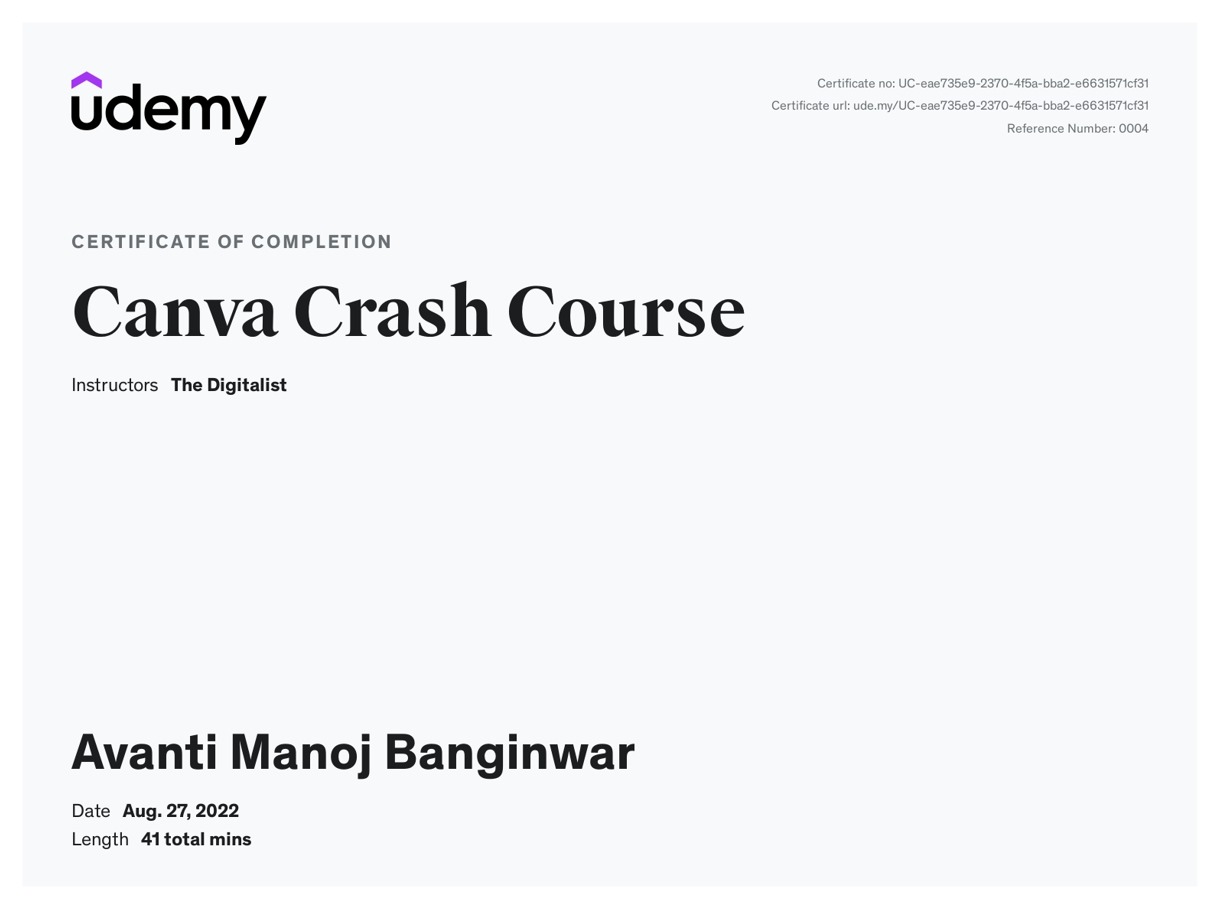 udemy
Certificate no: UC-eae735e9-2370-4f5a-bba2-e6631571cf31
Certificate url: ude.my/UC-eae735e9-2370-4f5a-bba2-e6631571cf31
Reference Number: 0004
CERTIFICATE OF COMPLETION
Canva Crash Course
Instructors The Digitalist
Avanti Manoj Banginwar
Date Aug. 27, 2022
Length 41 total mins